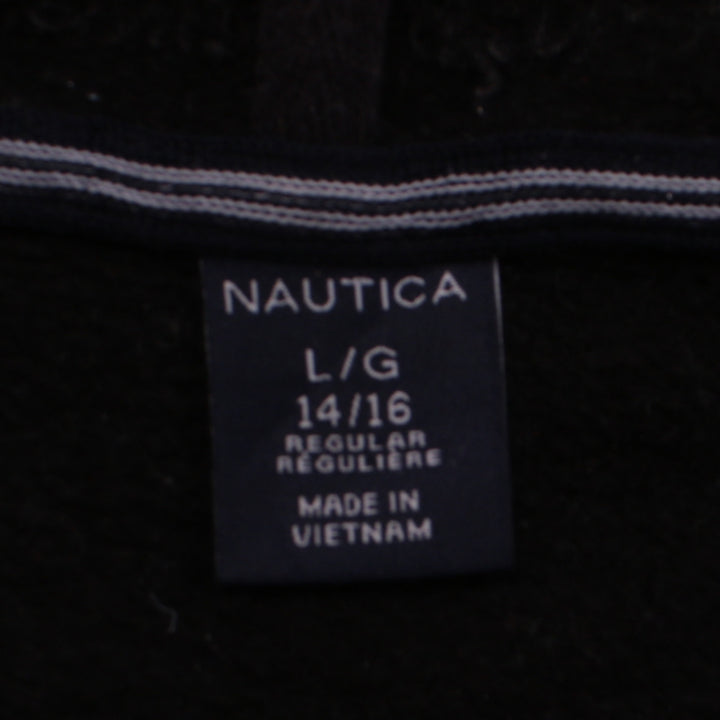 NAUTICA
L/G
14/16
REGULAR
RÉGULIÈRE
MADE IN
VIETNAM